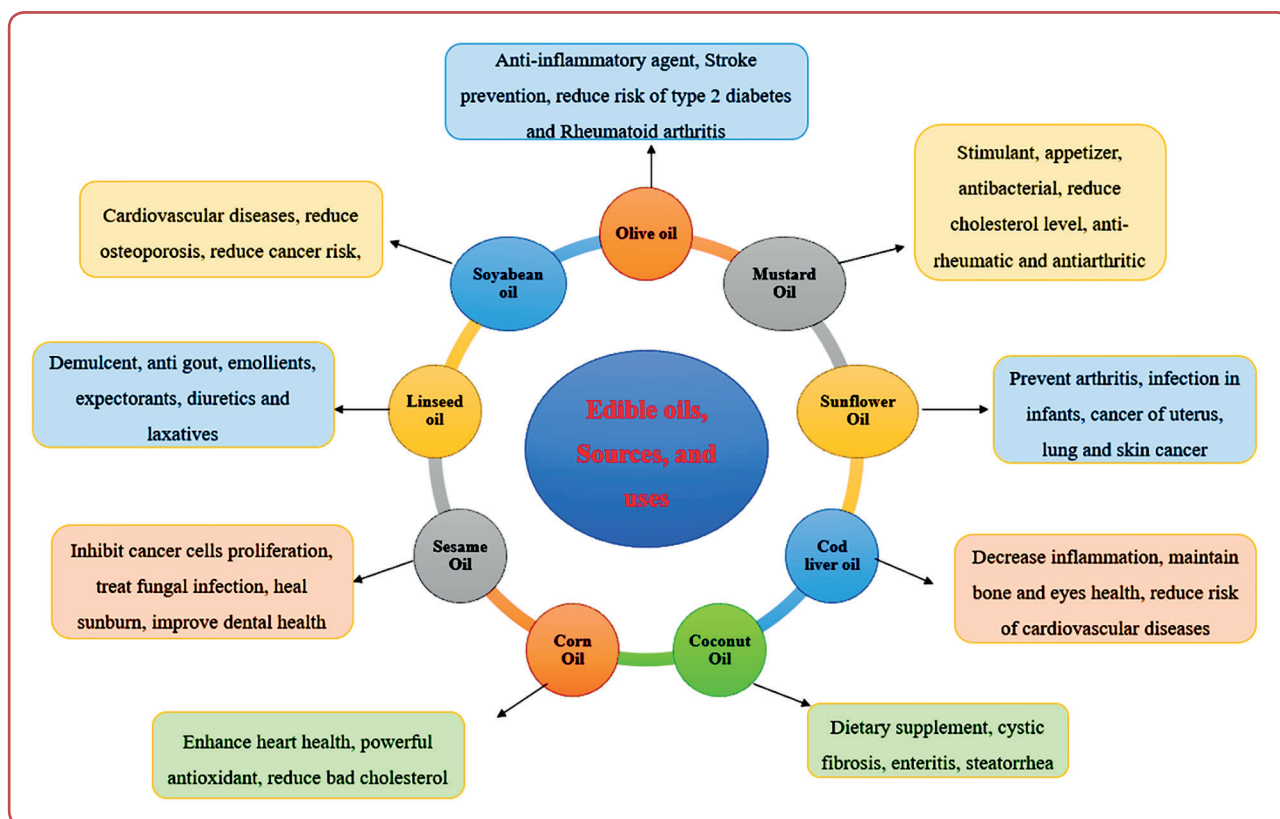 Anti-inflammatory agent, Stroke
prevention, reduce risk of type 2 diabetes
and Rheumatoid arthritis
Stimulant, appetizer,
antibacterial, reduce
cholesterol level, anti-
rheumatic and antiarthritic
Cardiovascular diseases, reduce
osteoporosis, reduce cancer risk,
Olive oil
Soyabean
oil
Mustard
Oil
Demulcent, anti gout, emollients,
expectorants, diuretics and
laxatives
Linseed
oil
Edible oils,
Sources, and
uses
Sunflower
Oil
Prevent arthritis, infection in
infants, cancer of uterus,
lung and skin cancer
Inhibit cancer cells proliferation,
treat fungal infection, heal
sunburn, improve dental health
Sesame
Oil
Cod
liver oil
Decrease inflammation, maintain
bone and eyes health, reduce risk
of cardiovascular diseases
Corn
Oil
Coconut
Oil
Enhance heart health, powerful
antioxidant, reduce bad cholesterol
Dietary supplement, cystic
fibrosis, enteritis, steatorrhea